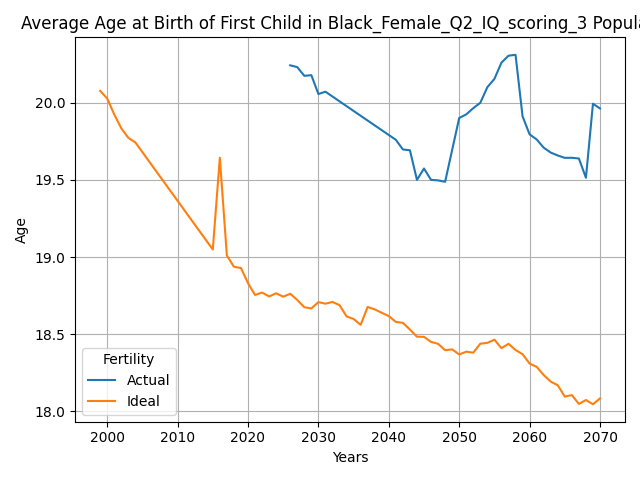 Average Age at Birth of First Child in Black_Female_Q2_IQ_scoring_3 Popula
20.0
19.5
19.0
18.5
18.0
Age
Fertility
Actual
Ideal
2000 2010 2020 2030 2040 2050 2060 2070
Years